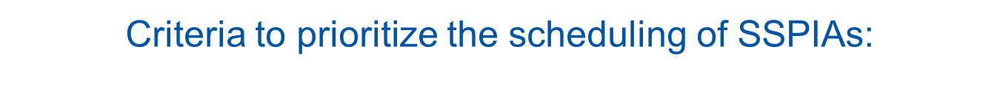 Criteria to prioritize the scheduling of SSPIAs: